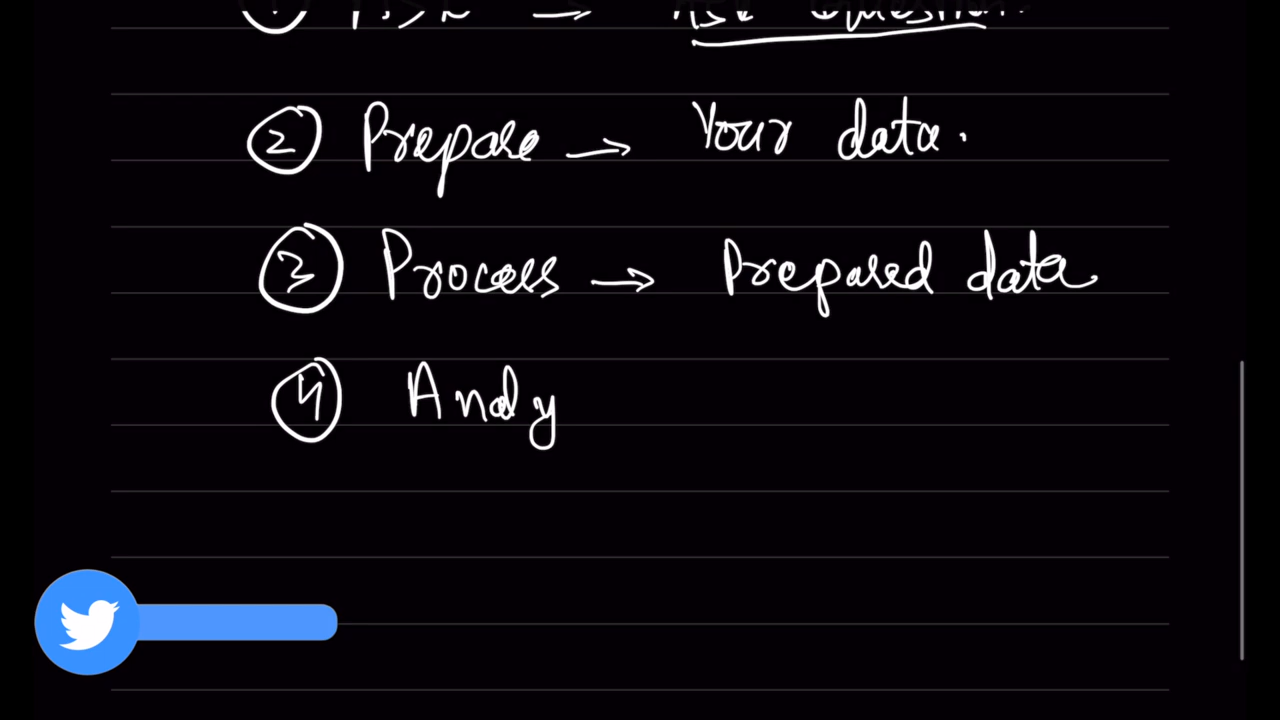 ② Prepare → Your data.
③ Process → Prepared data.
④ Analy